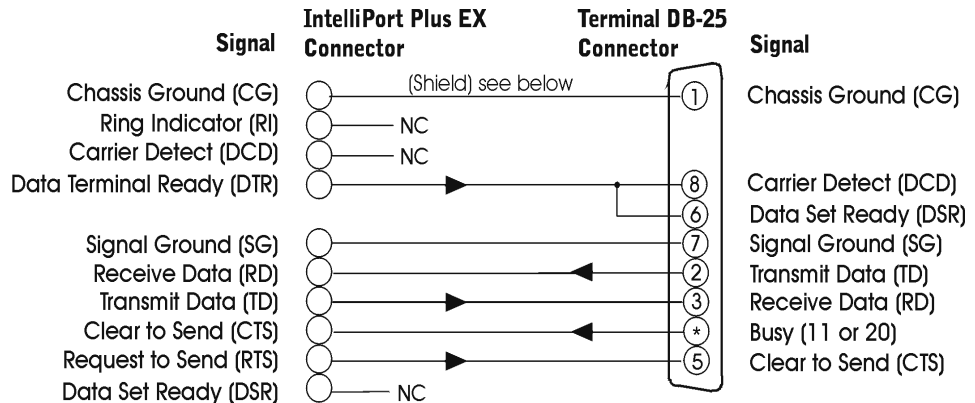 IntelliPort Plus EX Connector
Terminal DB-25 Connector
Signal
Signal
Chassis Ground (CG) (Shield) see below 1 Chassis Ground (CG)
Ring Indicator (RI) NC
Carrier Detect (DCD) NC
Data Terminal Ready (DTR) 8 Carrier Detect (DCD)
6 Data Set Ready (DSR)
Signal Ground (SG) 7 Signal Ground (SG)
Receive Data (RD) 2 Transmit Data (TD)
Transmit Data (TD) 3 Receive Data (RD)
Clear to Send (CTS) * Busy (11 or 20)
Request to Send (RTS) 5 Clear to Send (CTS)
Data Set Ready (DSR) NC